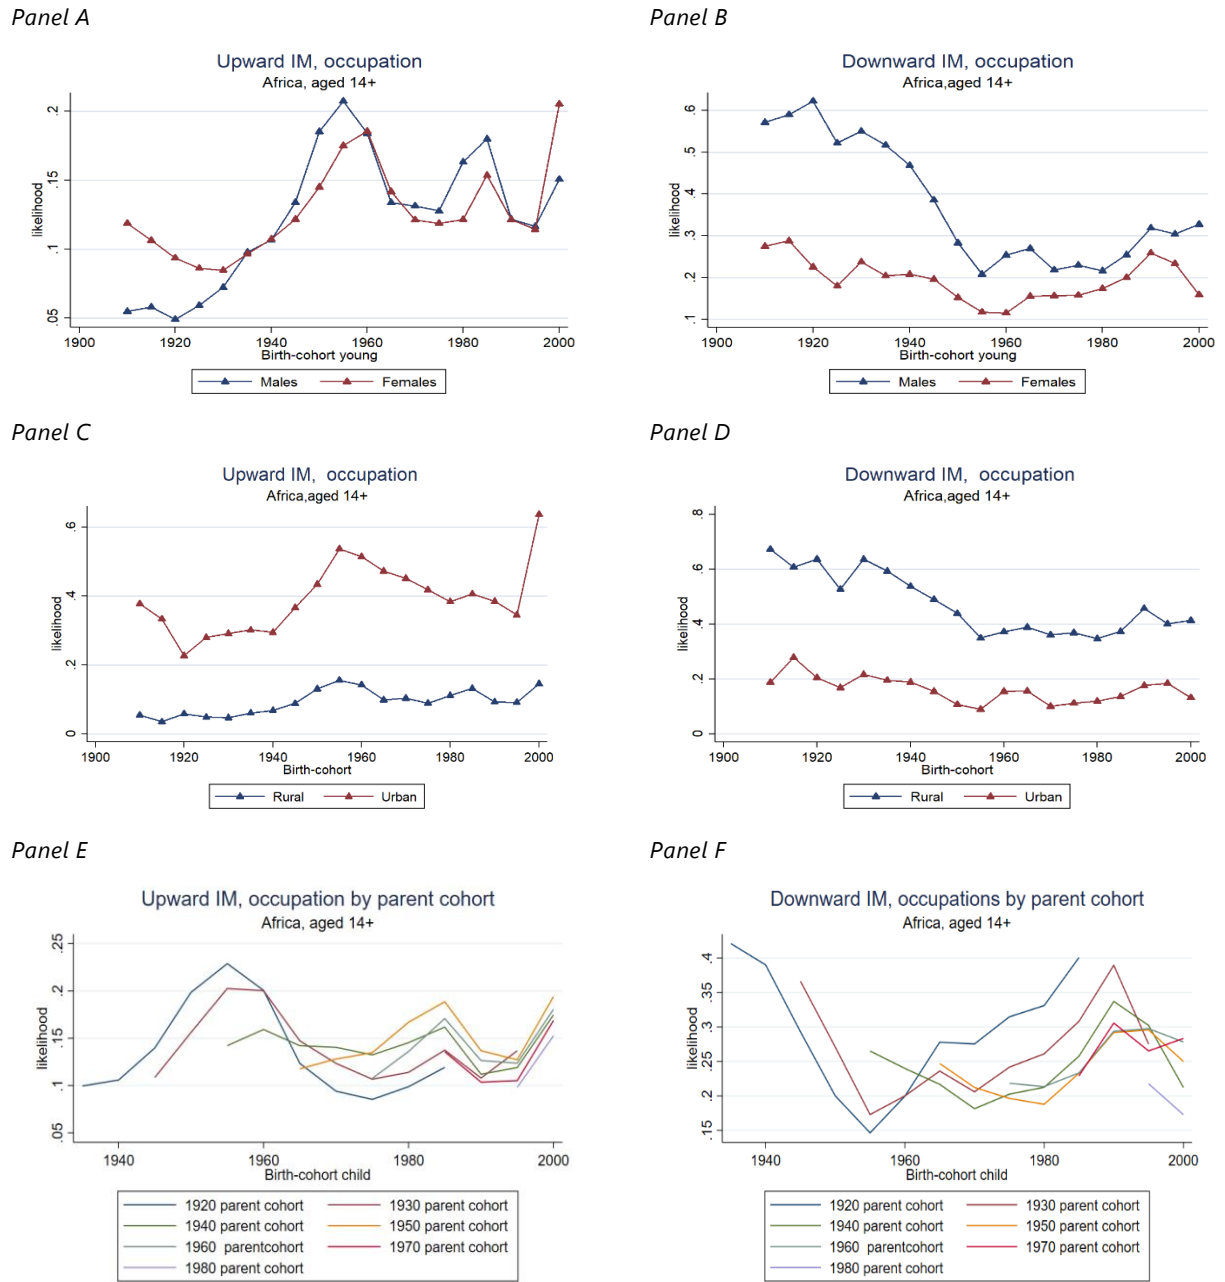 Panel A
Upward IM, occupation
Africa, aged 14+
likelihood
.2
.15
.1
.05
1900 1920 1940 1960 1980 2000
Birth-cohort young
Males Females
Panel B
Downward IM, occupation
Africa,aged 14+
likelihood
.6
.5
.4
.3
.2
.1
1900 1920 1940 1960 1980 2000
Birth-cohort young
Males Females
Panel C
Upward IM, occupation
Africa,aged 14+
likelihood
.6
.4
.2
0
1900 1920 1940 1960 1980 2000
Birth-cohort
Rural Urban
Panel D
Downward IM, occupation
Africa,aged 14+
likelihood
.8
.6
.4
.2
0
1900 1920 1940 1960 1980 2000
Birth-cohort
Rural Urban
Panel E
Upward IM, occupation by parent cohort
Africa, aged 14+
likelihood
.25
.2
.15
.1
.05
1940 1960 1980 2000
Birth-cohort child
1920 parent cohort 1930 parent cohort
1940 parent cohort 1950 parent cohort
1960 parentcohort 1970 parent cohort
1980 parent cohort
Panel F
Downward IM, occupations by parent cohort
Africa, aged 14+
likelihood
.4
.35
.3
.25
.2
.15
1940 1960 1980 2000
Birth-cohort child
1920 parent cohort 1930 parent cohort
1940 parent cohort 1950 parent cohort
1960 parentcohort 1970 parent cohort
1980 parent cohort